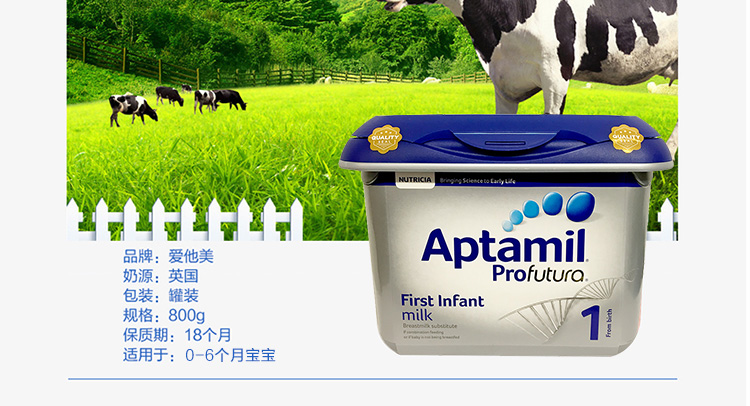 QUALITY
QUALITY
NUTRICIA Bringing Science to Early Life
Aptamil
Profutura
First Infant
milk
Breastmilk substitute
1
From birth
品牌：爱他美
奶源：英国
包装：罐装
规格：800g
保质期：18个月
适用于：0-6个月宝宝